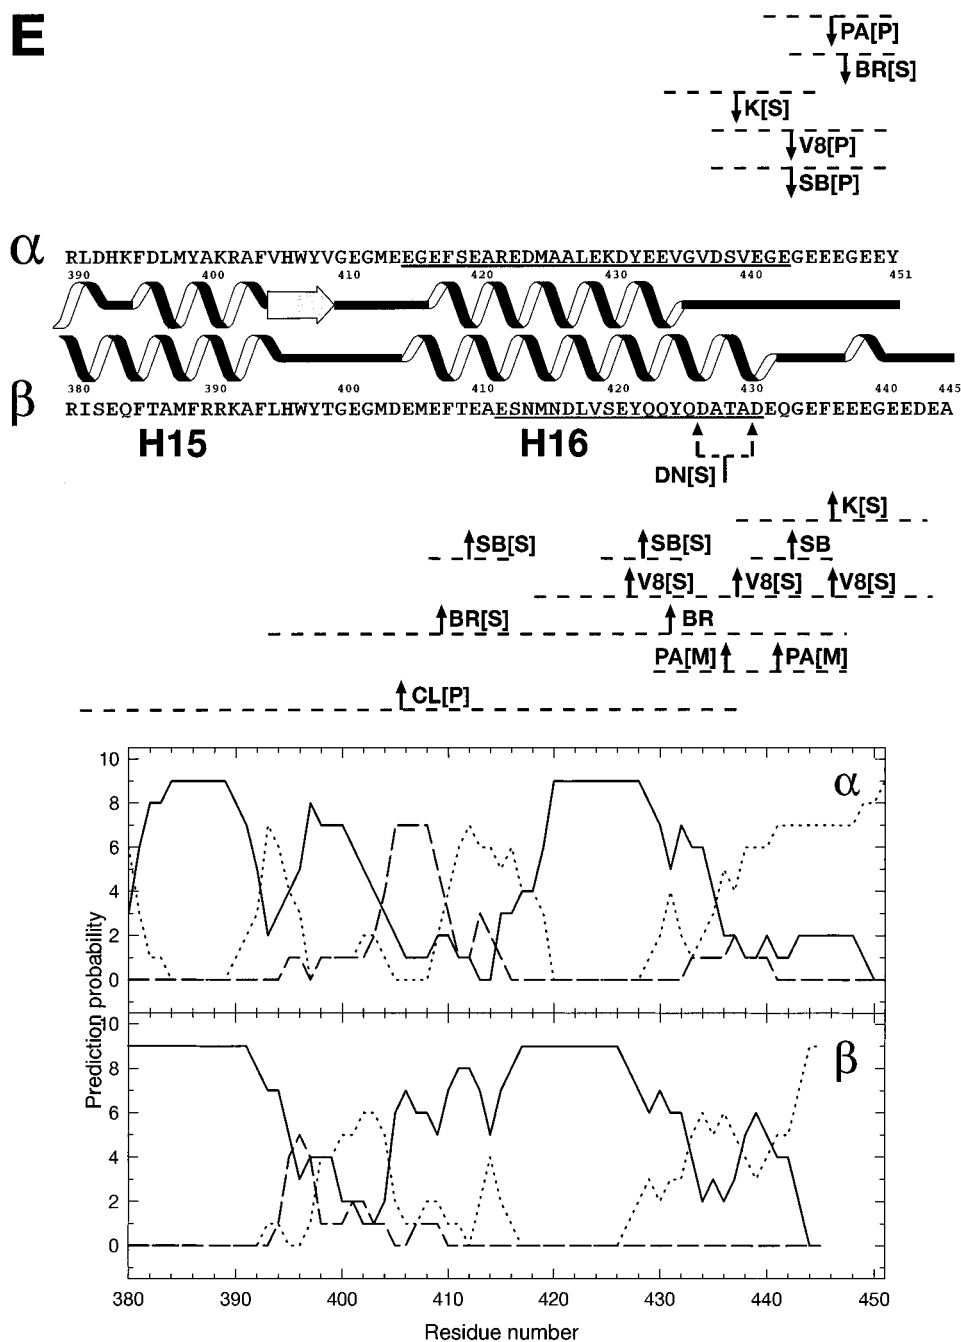 E
PA[P]
BR[S]
K[S]
V8[P]
SB[P]
α RLDHKFDLMYAKRAFVHWYVGEGMEEGEFSEAREDMAALEKDYEEVGVDSVEGEGEEEGEEY
390 400 410 420 430 440 451
380 390 400 410 420 430 440 445
β RISEQFTAMFRRKAFLHWYTGEGMDEMEFTEAESNMNDLVSEYQQYQDATADEQGEFEEEGEEDEA
H15 H16
DN[S]
K[S]
SB[S] SB[S] SB
V8[S] V8[S] V8[S]
BR[S] BR
PA[M] PA[M]
CL[P]
10
8
6
4
2
0
α
10
8
6
4
2
0
β
Prediction probability
380 390 400 410 420 430 440 450
Residue number